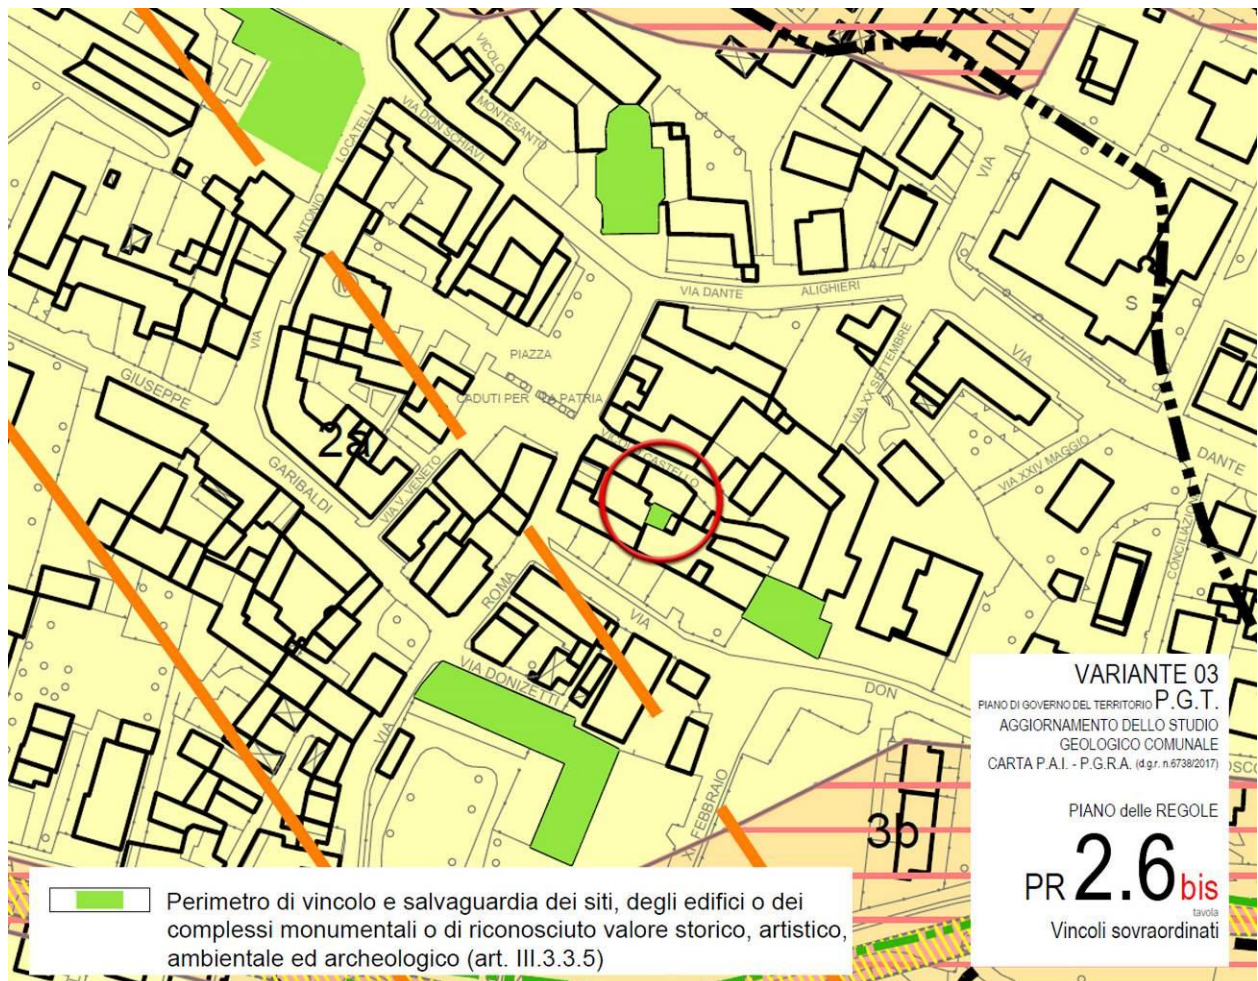 VICOLO
MONTESANTO
VIA DON SCHIAVI
LOCATELLI
ANTONIO
VIA
VIA
M
VIA DANTE
ALIGHIERI
S
PIAZZA
CADUTI PER LA PATRIA
VIA XX SETTEMBRE
VIA
GIUSEPPE
GARIBALDI
2a
VIA V. VENETO
VICOLO CASTELLO
VIA XXIV MAGGIO
DANTE
CONCILIAZIONE
ROMA
VIA
VIA
VIA DONIZETTI
DON
BOSCO
XI FEBBRAIO
3b
VARIANTE 03
PIANO DI GOVERNO DEL TERRITORIO P.G.T.
AGGIORNAMENTO DELLO STUDIO
GEOLOGICO COMUNALE
CARTA P.A.I. - P.G.R.A. (d.g.r. n.6738/2017)
PIANO delle REGOLE
PR 2.6 bis
tavola
Vincoli sovraordinati
Perimetro di vincolo e salvaguardia dei siti, degli edifici o dei
complessi monumentali o di riconosciuto valore storico, artistico,
ambientale ed archeologico (art. III.3.3.5)